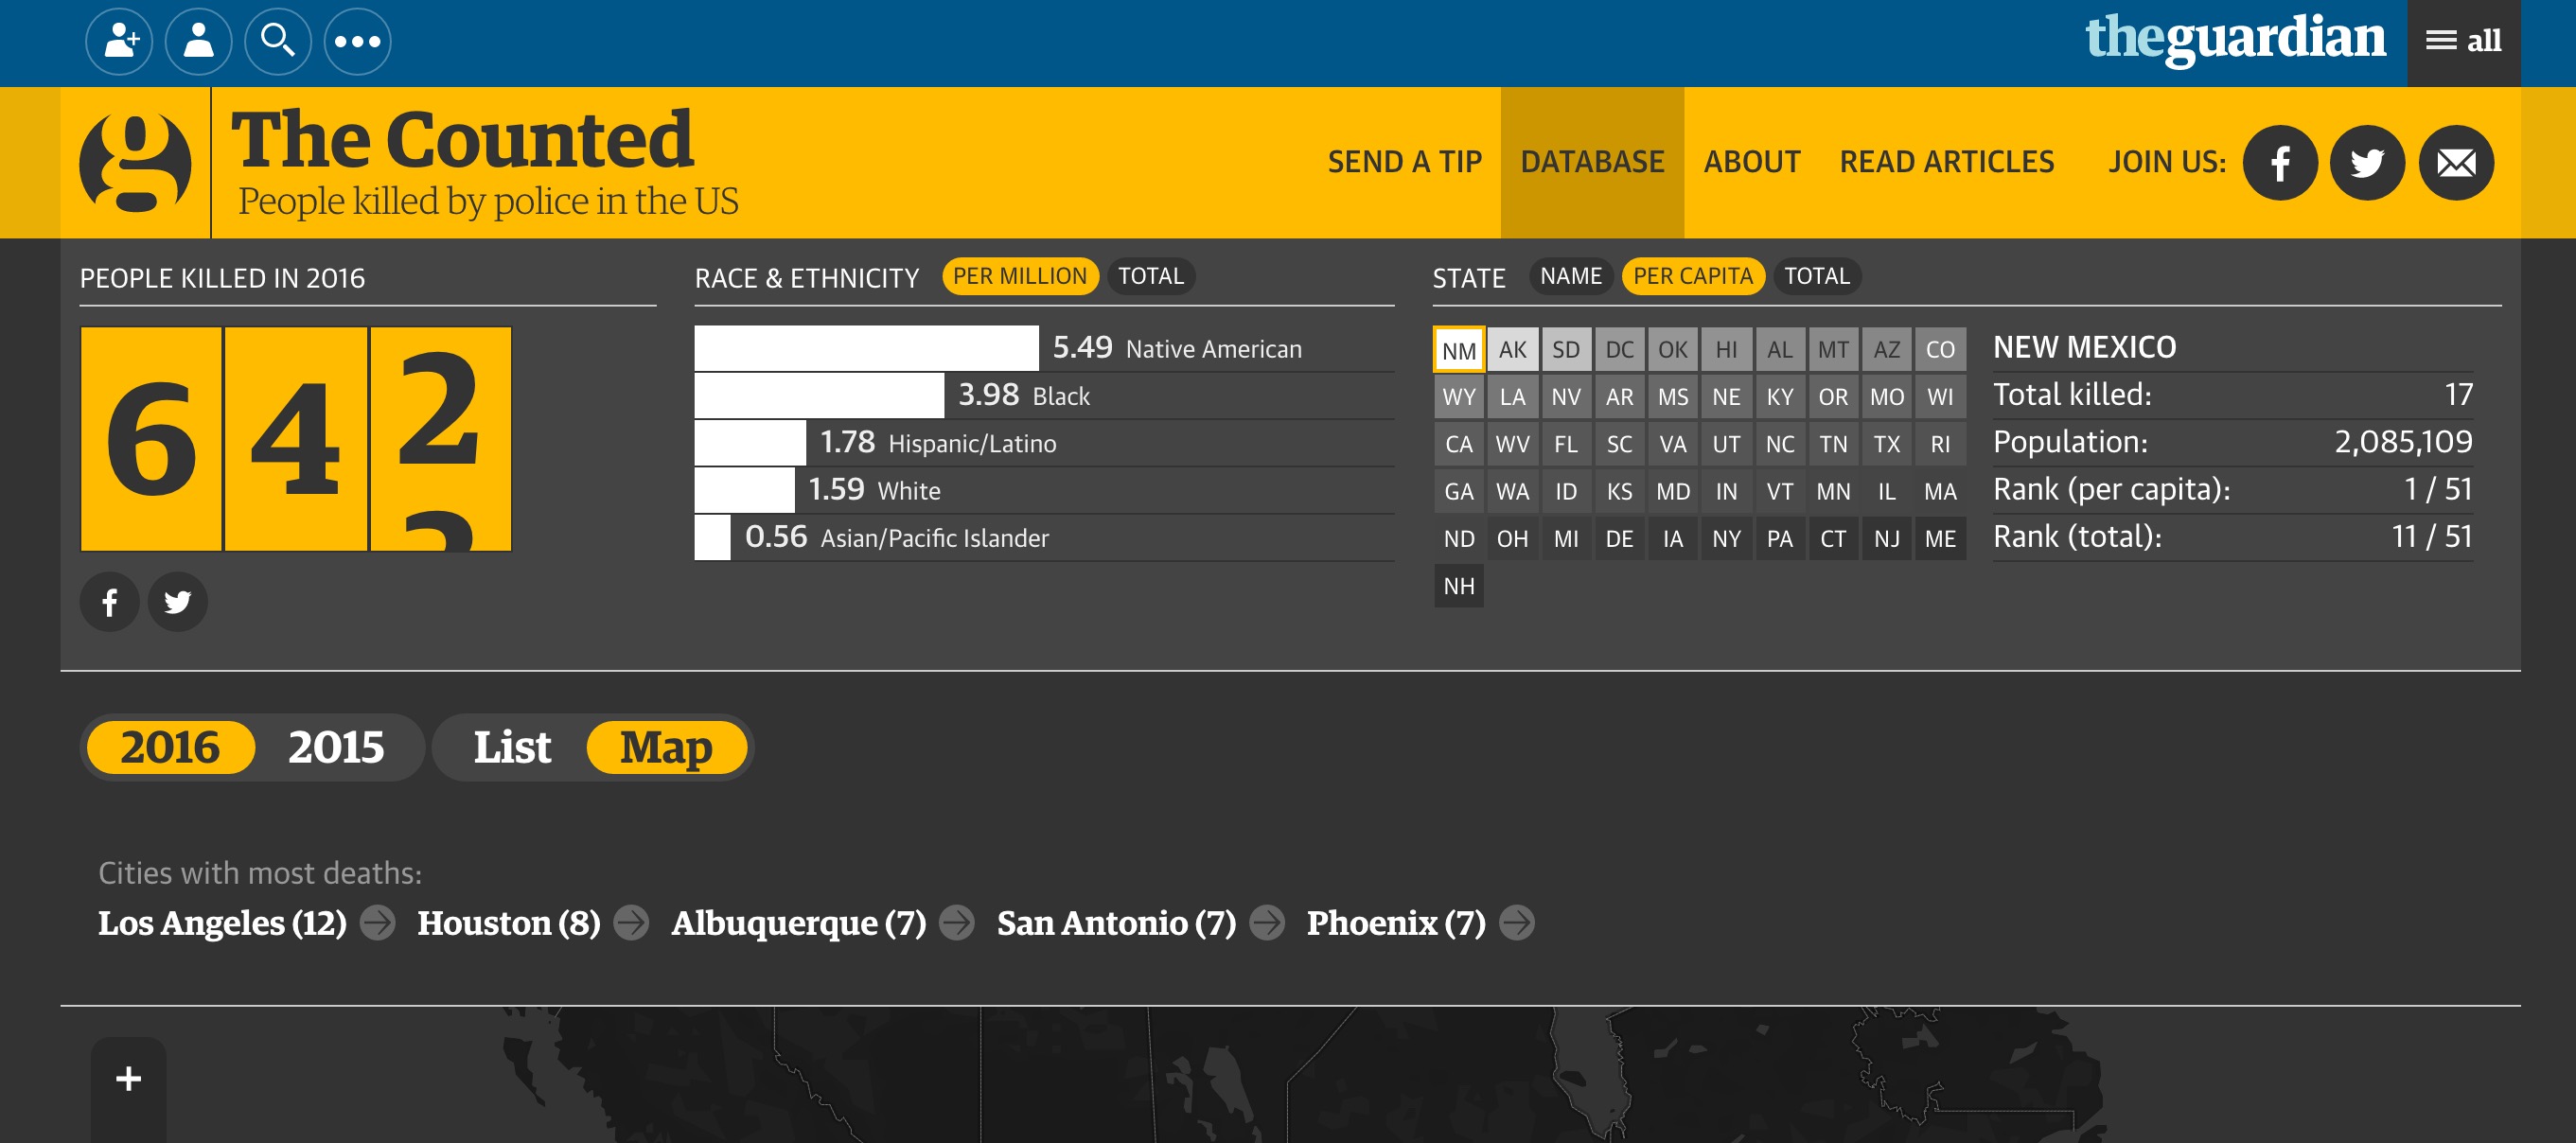 theguardian
all
The Counted
People killed by police in the US
SEND A TIP DATABASE ABOUT READ ARTICLES JOIN US:
PEOPLE KILLED IN 2016
642
RACE & ETHNICITY PER MILLION TOTAL
5.49 Native American
3.98 Black
1.78 Hispanic/Latino
1.59 White
0.56 Asian/Pacific Islander
STATE NAME PER CAPITA TOTAL
NM AK SD DC OK HI AL MT AZ CO
WY LA NV AR MS NE KY OR MO WI
CA WV FL SC VA UT NC TN TX RI
GA WA ID KS MD IN VT MN IL MA
ND OH MI DE IA NY PA CT NJ ME
NH
NEW MEXICO
Total killed: 17
Population: 2,085,109
Rank (per capita): 1 / 51
Rank (total): 11 / 51
2016 2015 List Map
Cities with most deaths:
Los Angeles (12) Houston (8) Albuquerque (7) San Antonio (7) Phoenix (7)
+